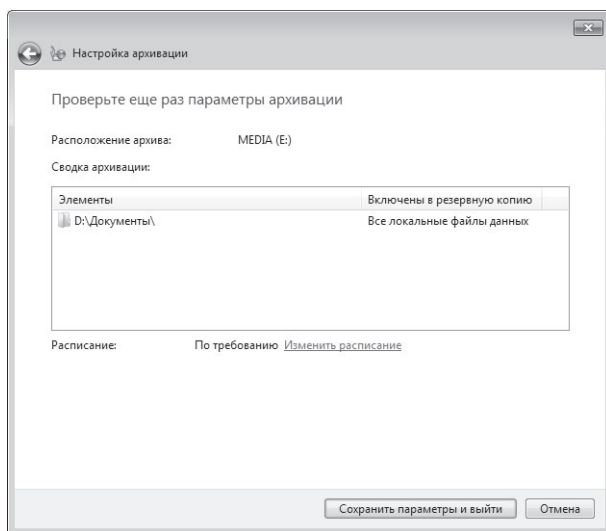 Настройка архивации
Проверьте еще раз параметры архивации
Расположение архива: MEDIA (E:)
Сводка архивации:
Элементы Включены в резервную копию
D:\Документы\ Все локальные файлы данных
Расписание: По требованию Изменить расписание
Сохранить параметры и выйти Отмена